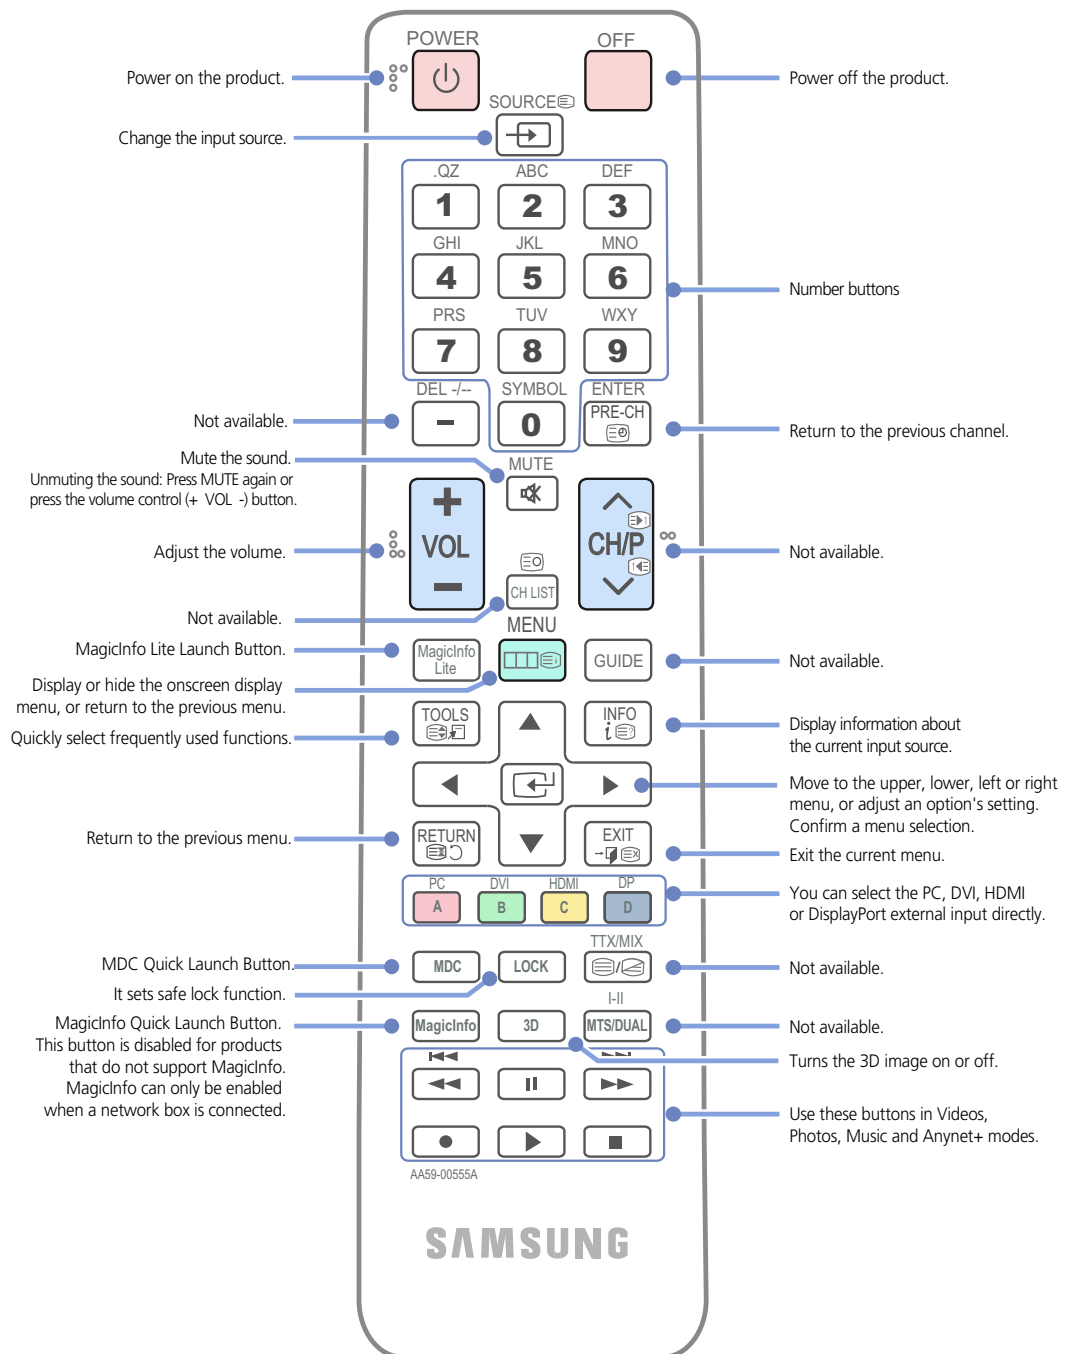 POWER
OFF
Power on the product.
Power off the product.
SOURCE
Change the input source.
.QZ ABC DEF
1 2 3
GHI JKL MNO
4 5 6
Number buttons
PRS TUV WXY
7 8 9
DEL -/-- SYMBOL ENTER
- 0 PRE-CH
Not available.
Return to the previous channel.
Mute the sound.
Unmuting the sound: Press MUTE again or
press the volume control (+ VOL -) button.
MUTE
+
VOL
-
CH/P
Adjust the volume.
Not available.
CH LIST
Not available.
MENU
MagicInfo Lite Launch Button.
MagicInfo
Lite
GUIDE
Not available.
Display or hide the onscreen display
menu, or return to the previous menu.
TOOLS
INFO
Quickly select frequently used functions.
Display information about
the current input source.
Move to the upper, lower, left or right
menu, or adjust an option's setting.
Confirm a menu selection.
Return to the previous menu.
RETURN
EXIT
Exit the current menu.
PC DVI HDMI DP
A B C D
You can select the PC, DVI, HDMI
or DisplayPort external input directly.
TTX/MIX
MDC Quick Launch Button.
MDC LOCK
Not available.
It sets safe lock function.
I-II
MagicInfo Quick Launch Button.
This button is disabled for products
that do not support MagicInfo.
MagicInfo can only be enabled
when a network box is connected.
MagicInfo 3D MTS/DUAL
Not available.
Turns the 3D image on or off.
Use these buttons in Videos,
Photos, Music and Anynet+ modes.
AA59-00555A
SAMSUNG